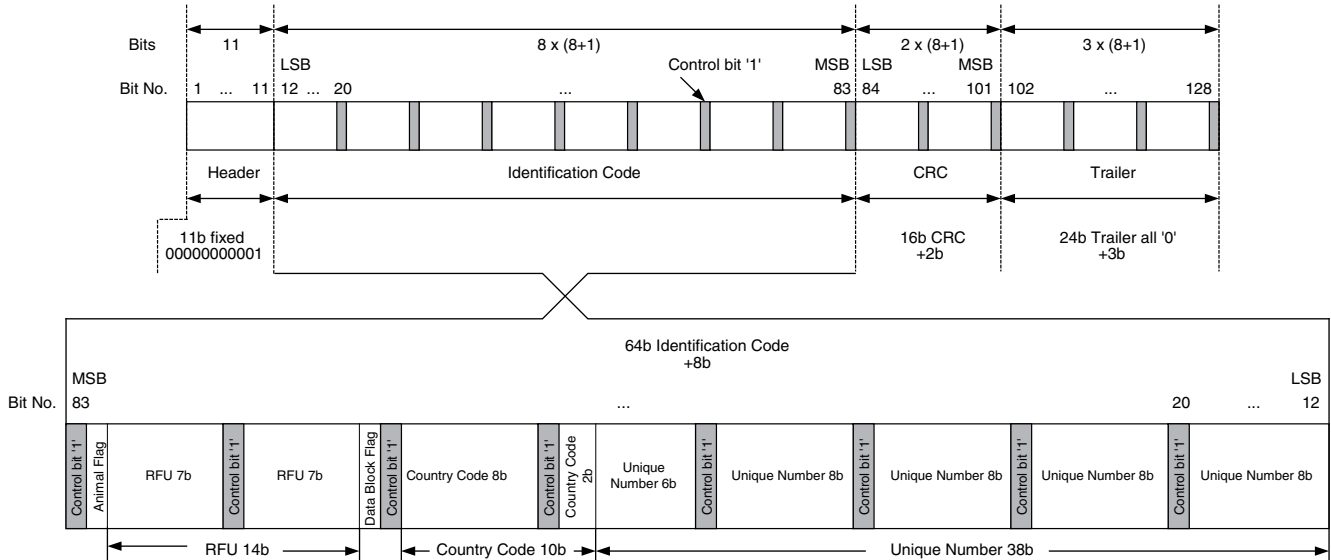 Bits 11 8 x (8+1) 2 x (8+1) 3 x (8+1)
LSB Control bit '1' MSB LSB MSB
Bit No. 1 ... 11 12 ... 20 ... 83 84 ... 101 102 ... 128
Header Identification Code CRC Trailer
11b fixed
00000000001
16b CRC
+2b
24b Trailer all '0'
+3b
64b Identification Code
+8b
MSB LSB
Bit No. 83 ... 20 ... 12
Control bit '1'
Animal Flag
RFU 7b
Control bit '1'
RFU 7b
Data Block Flag
Control bit '1'
Country Code 8b
Control bit '1'
Country Code
2b
Unique
Number 6b
Control bit '1'
Unique Number 8b
Control bit '1'
Unique Number 8b
Control bit '1'
Unique Number 8b
Control bit '1'
Unique Number 8b
RFU 14b Country Code 10b Unique Number 38b